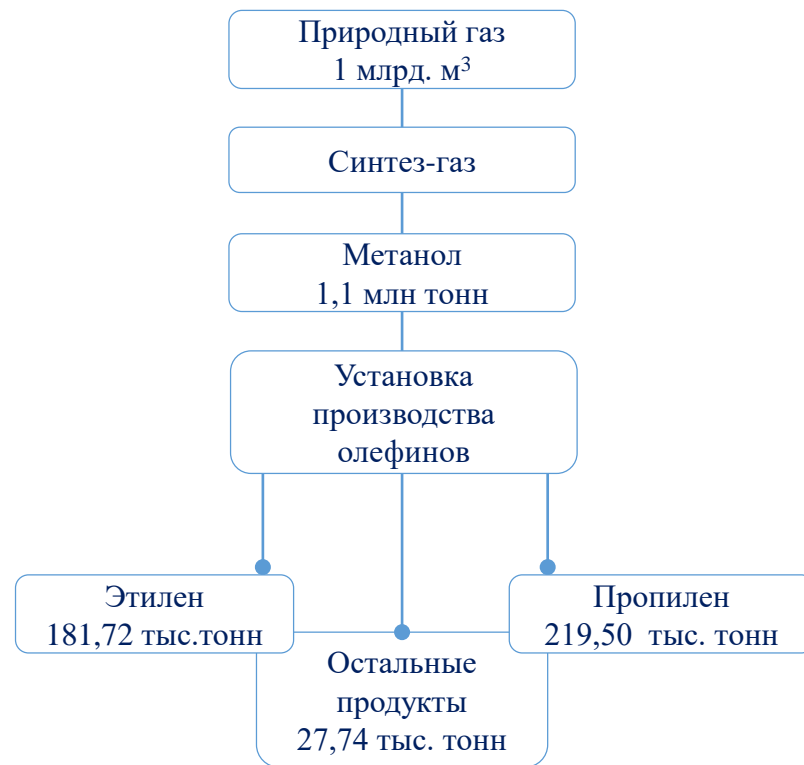 Природный газ
1 млрд. м³
Синтез-газ
Метанол
1,1 млн тонн
Установка
производства
олефинов
Этилен
181,72 тыс.тонн
Пропилен
219,50  тыс. тонн
Остальные
продукты
27,74 тыс. тонн